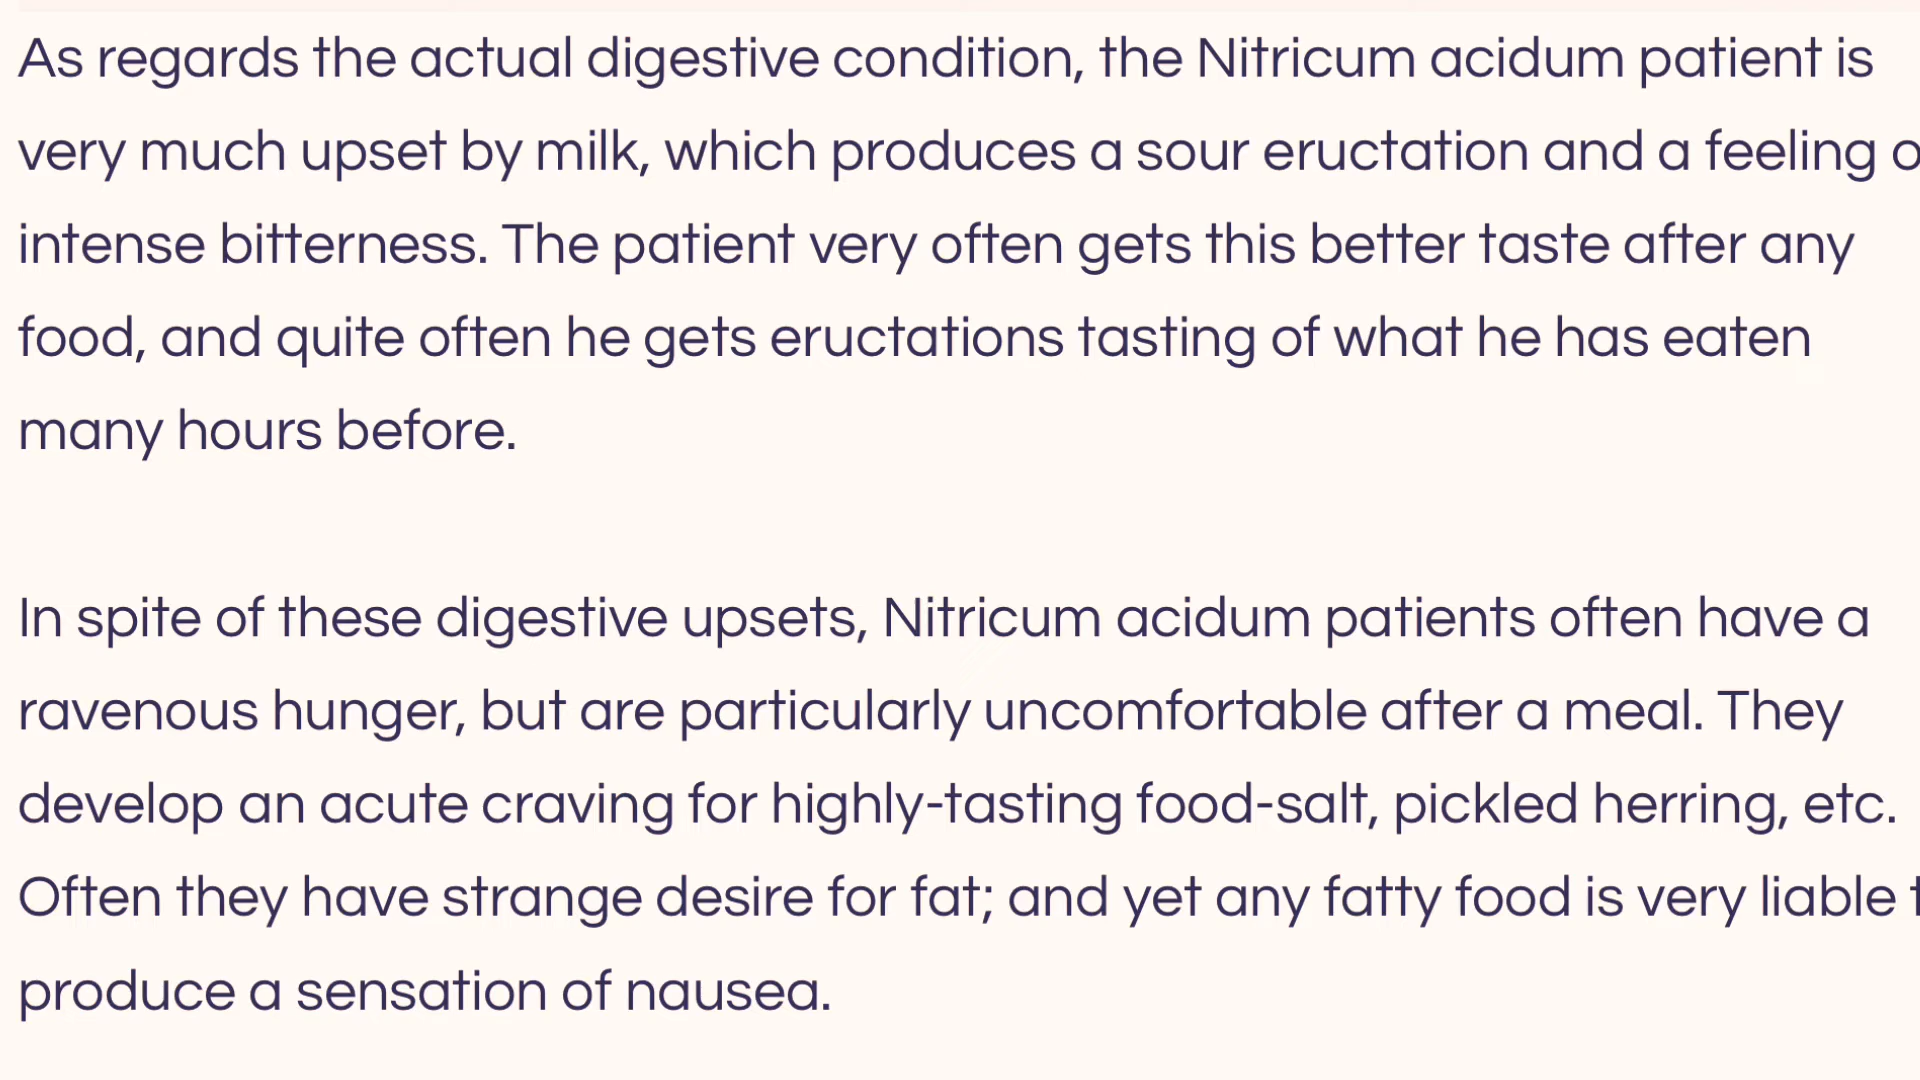 As regards the actual digestive condition, the Nitricum acidum patient is
very much upset by milk, which produces a sour eructation and a feeling
intense bitterness. The patient very often gets this better taste after any
food, and quite often he gets eructations tasting of what he has eaten
many hours before.
In spite of these digestive upsets, Nitricum acidum patients often have a
ravenous hunger, but are particularly uncomfortable after a meal. They
develop an acute craving for highly-tasting food-salt, pickled herring, etc.
Often they have strange desire for fat; and yet any fatty food is very liable
produce a sensation of nausea.